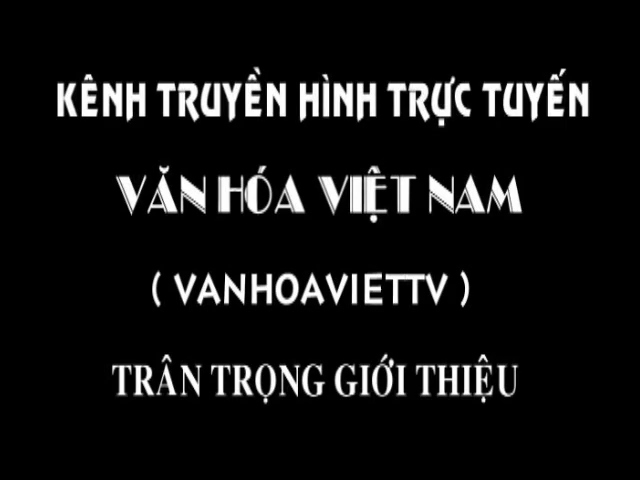 KÊNH TRUYỀN HÌNH TRỰC TUYẾN
VĂN HÓA VIỆT NAM
( VANHOAVIETTV )
TRÂN TRỌNG GIỚI THIỆU